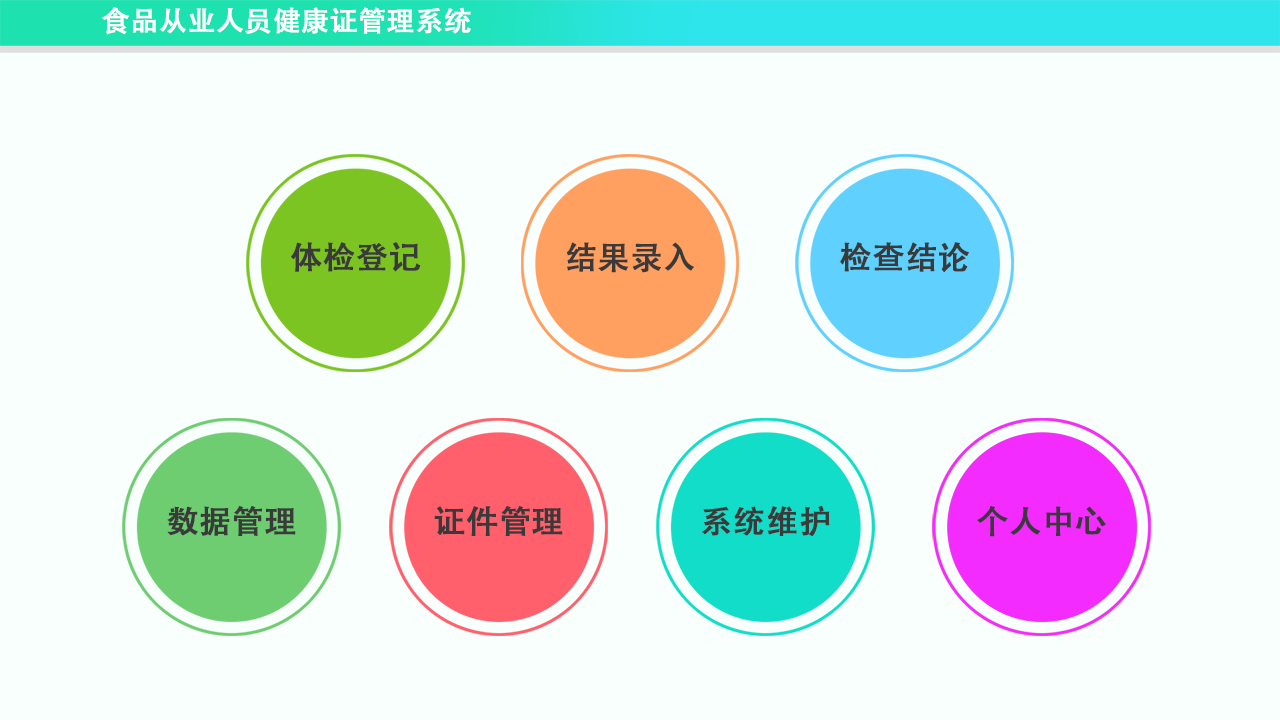 食品从业人员健康证管理系统
体检登记
结果录入
检查结论
数据管理
证件管理
系统维护
个人中心